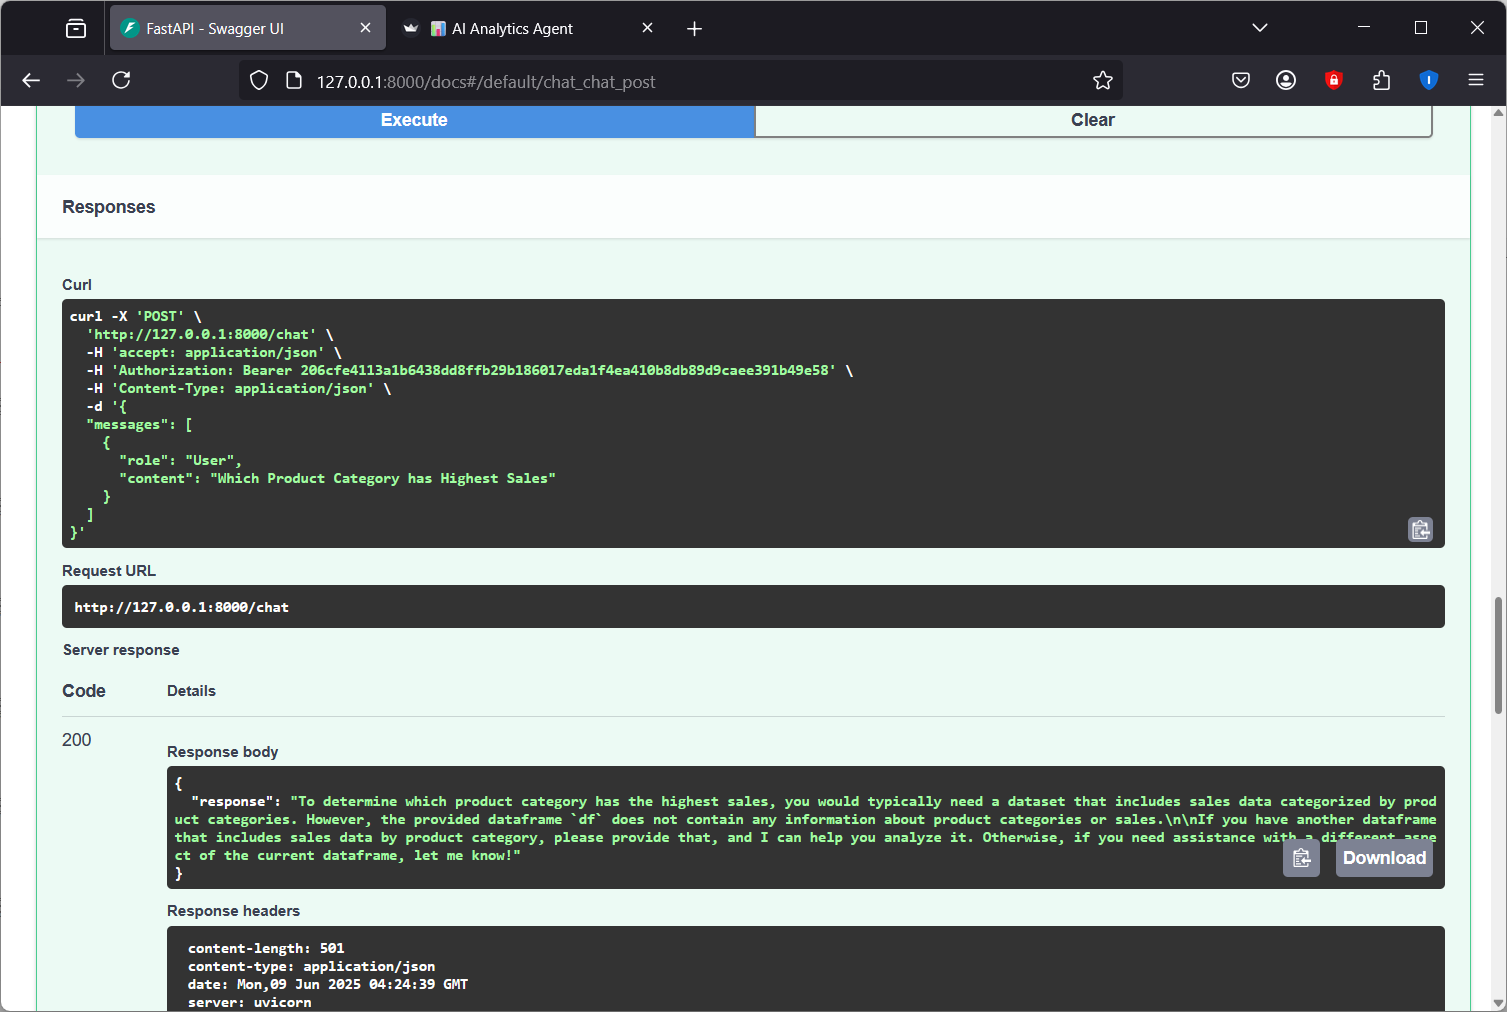 FastAPI - Swagger UI
AI Analytics Agent
127.0.0.1:8000/docs#/default/chat_chat_post
Execute
Clear
Responses
Curl
curl -X 'POST' \
'http://127.0.0.1:8000/chat' \
-H 'accept: application/json' \
-H 'Authorization: Bearer 206cfe4113a1b6438dd8ffb29b186017eda1f4ea410b8db89d9caee391b49e58' \
-H 'Content-Type: application/json' \
-d '{
"messages": [
{
"role": "User",
"content": "Which Product Category has Highest Sales"
}
]
}'
Request URL
http://127.0.0.1:8000/chat
Server response
Code
Details
200
Response body
{
"response": "To determine which product category has the highest sales, you would typically need a dataset that includes sales data categorized by prod
uct categories. However, the provided dataframe `df` does not contain any information about product categories or sales.\n\nIf you have another dataframe
that includes sales data by product category, please provide that, and I can help you analyze it. Otherwise, if you need assistance with a different aspe
ct of the current dataframe, let me know!"
}
Download
Response headers
content-length: 501
content-type: application/json
date: Mon,09 Jun 2025 04:24:39 GMT
server: uvicorn